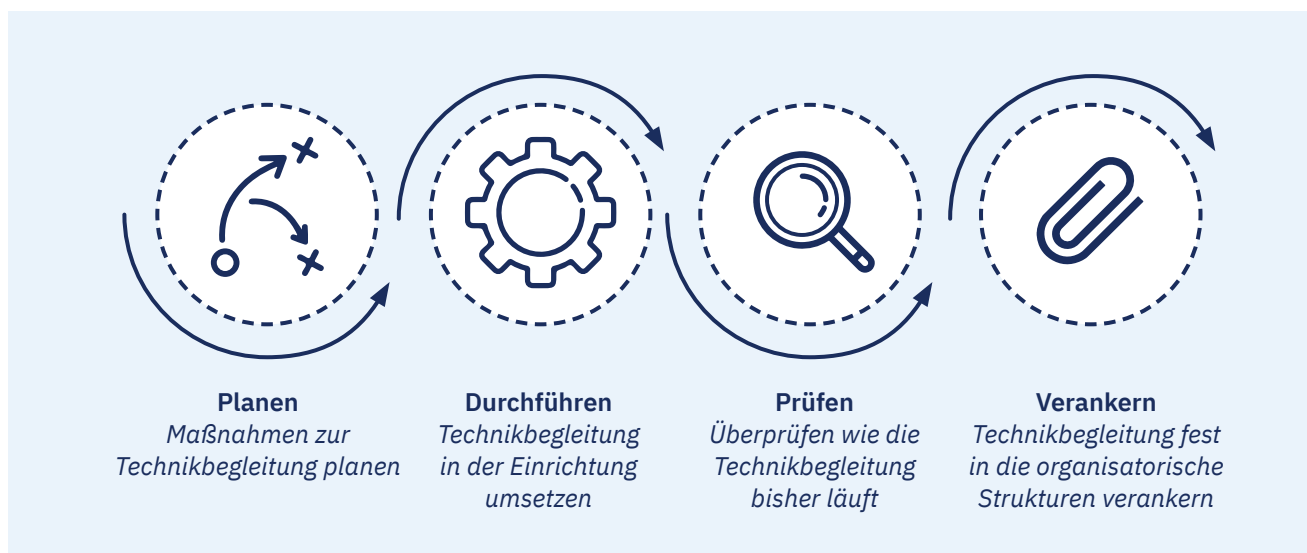 Planen
Maßnahmen zur
Technikbegleitung planen
Durchführen
Technikbegleitung
in der Einrichtung
umsetzen
Prüfen
Überprüfen wie die
Technikbegleitung
bisher läuft
Verankern
Technikbegleitung fest
in die organisatorische
Strukturen verankern